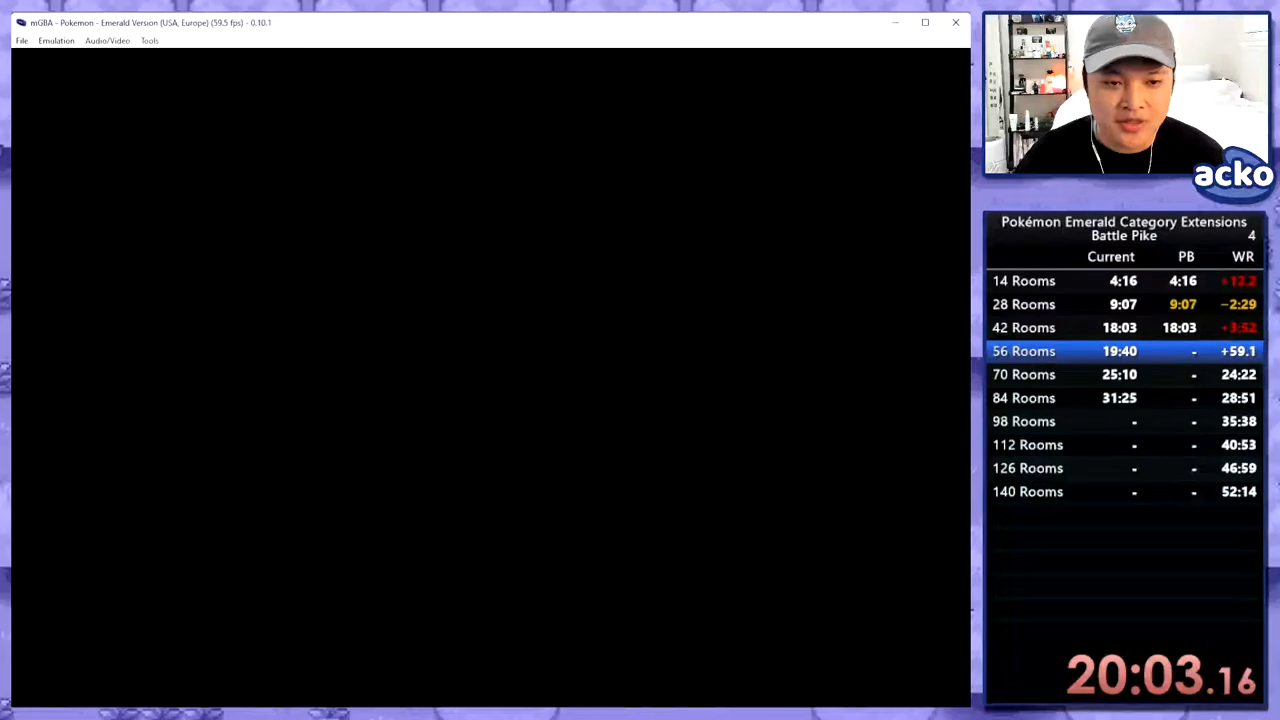 mGBA - Pokemon - Emerald Version (USA, Europe) (59.5 fps) - 0.10.1
File Emulation Audio/Video Tools
acko
Pokémon Emerald Category Extensions
Battle Pike 4
Current PB WR
14 Rooms 4:16 4:16 +12.2
28 Rooms 9:07 9:07 −2:29
42 Rooms 18:03 18:03 +3:52
56 Rooms 19:40 - +59.1
70 Rooms 25:10 - 24:22
84 Rooms 31:25 - 28:51
98 Rooms - - 35:38
112 Rooms - - 40:53
126 Rooms - - 46:59
140 Rooms - - 52:14
20:03.16